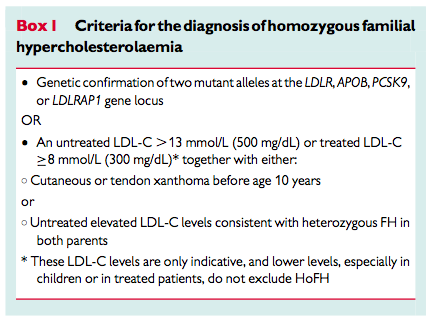 Box 1 Criteria for the diagnosis of homozygous familial
hypercholesterolaemia
● Genetic confirmation of two mutant alleles at the LDLR, APOB, PCSK9,
or LDLRAP1 gene locus
OR
● An untreated LDL-C >13 mmol/L (500 mg/dL) or treated LDL-C
≥8 mmol/L (300 mg/dL)* together with either:
○ Cutaneous or tendon xanthoma before age 10 years
or
○ Untreated elevated LDL-C levels consistent with heterozygous FH in
both parents
* These LDL-C levels are only indicative, and lower levels, especially in
children or in treated patients, do not exclude HoFH